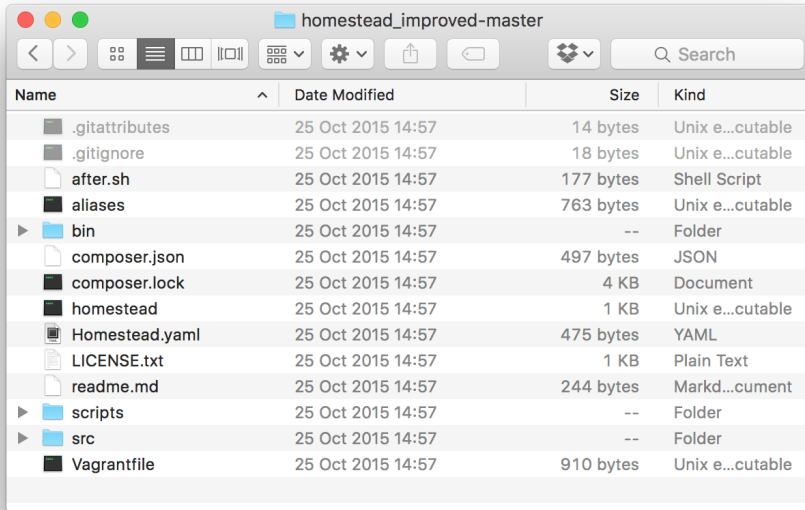 homestead_improved-master
Search
Name Date Modified Size Kind
.gitattributes 25 Oct 2015 14:57 14 bytes Unix e...cutable
.gitignore 25 Oct 2015 14:57 18 bytes Unix e...cutable
after.sh 25 Oct 2015 14:57 177 bytes Shell Script
aliases 25 Oct 2015 14:57 763 bytes Unix e...cutable
bin 25 Oct 2015 14:57 -- Folder
composer.json 25 Oct 2015 14:57 497 bytes JSON
composer.lock 25 Oct 2015 14:57 4 KB Document
homestead 25 Oct 2015 14:57 1 KB Unix e...cutable
Homestead.yaml 25 Oct 2015 14:57 475 bytes YAML
LICENSE.txt 25 Oct 2015 14:57 1 KB Plain Text
readme.md 25 Oct 2015 14:57 244 bytes Markd...cument
scripts 25 Oct 2015 14:57 -- Folder
src 25 Oct 2015 14:57 -- Folder
Vagrantfile 25 Oct 2015 14:57 910 bytes Unix e...cutable